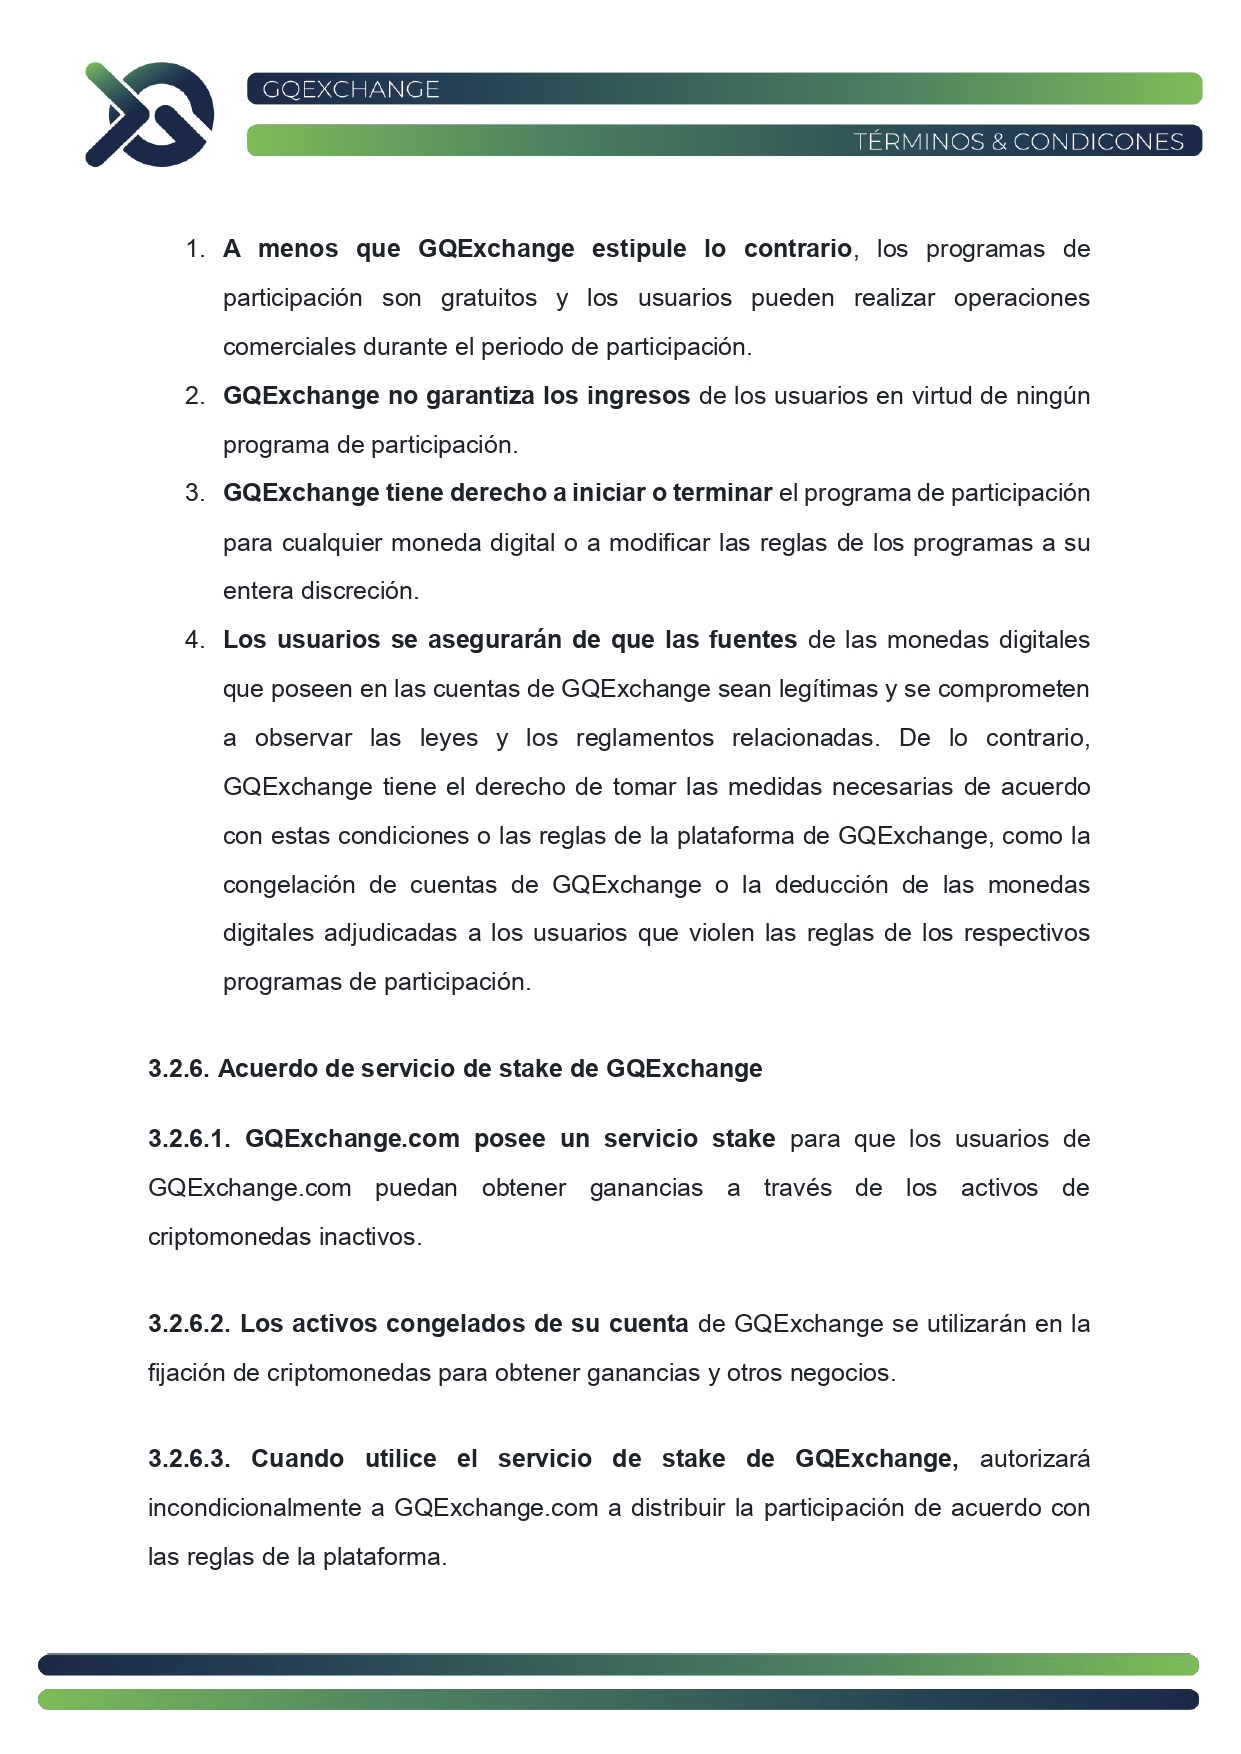 GQEXCHANGE
TÉRMINOS & CONDICONES
1. A menos que GQExchange estipule lo contrario, los programas de
participación son gratuitos y los usuarios pueden realizar operaciones
comerciales durante el periodo de participación.
2. GQExchange no garantiza los ingresos de los usuarios en virtud de ningún
programa de participación.
3. GQExchange tiene derecho a iniciar o terminar el programa de participación
para cualquier moneda digital o a modificar las reglas de los programas a su
entera discreción.
4. Los usuarios se asegurarán de que las fuentes de las monedas digitales
que poseen en las cuentas de GQExchange sean legítimas y se comprometen
a observar las leyes y los reglamentos relacionadas. De lo contrario,
GQExchange tiene el derecho de tomar las medidas necesarias de acuerdo
con estas condiciones o las reglas de la plataforma de GQExchange, como la
congelación de cuentas de GQExchange o la deducción de las monedas
digitales adjudicadas a los usuarios que violen las reglas de los respectivos
programas de participación.
3.2.6. Acuerdo de servicio de stake de GQExchange
3.2.6.1. GQExchange.com posee un servicio stake para que los usuarios de
GQExchange.com puedan obtener ganancias a través de los activos de
criptomonedas inactivos.
3.2.6.2. Los activos congelados de su cuenta de GQExchange se utilizarán en la
fijación de criptomonedas para obtener ganancias y otros negocios.
3.2.6.3. Cuando utilice el servicio de stake de GQExchange, autorizará
incondicionalmente a GQExchange.com a distribuir la participación de acuerdo con
las reglas de la plataforma.